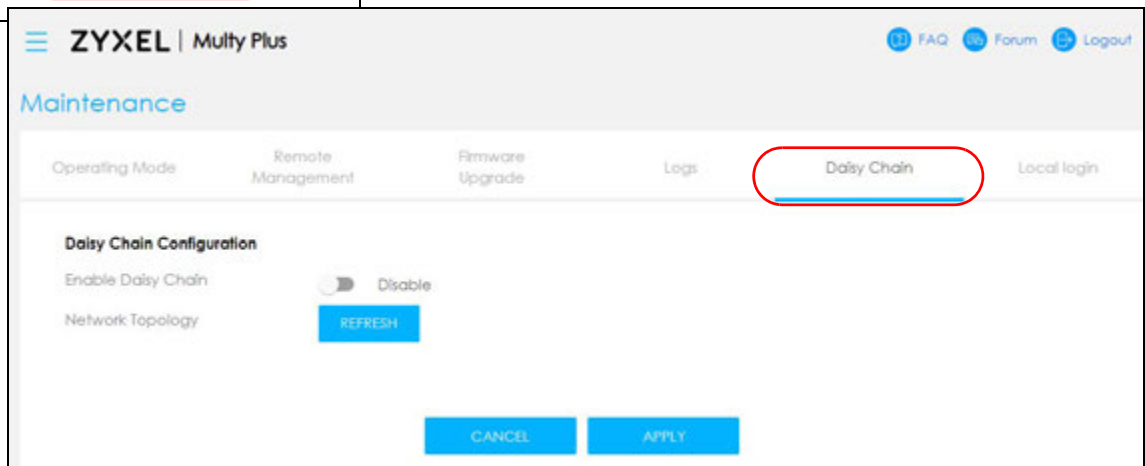 ZYXEL | Multy Plus
FAQ Forum Logout
Maintenance
Operating Mode
Remote
Management
Firmware
Upgrade
Logs
Daisy Chain
Local login
Daisy Chain Configuration
Enable Daisy Chain Disable
Network Topology REFRESH
CANCEL APPLY